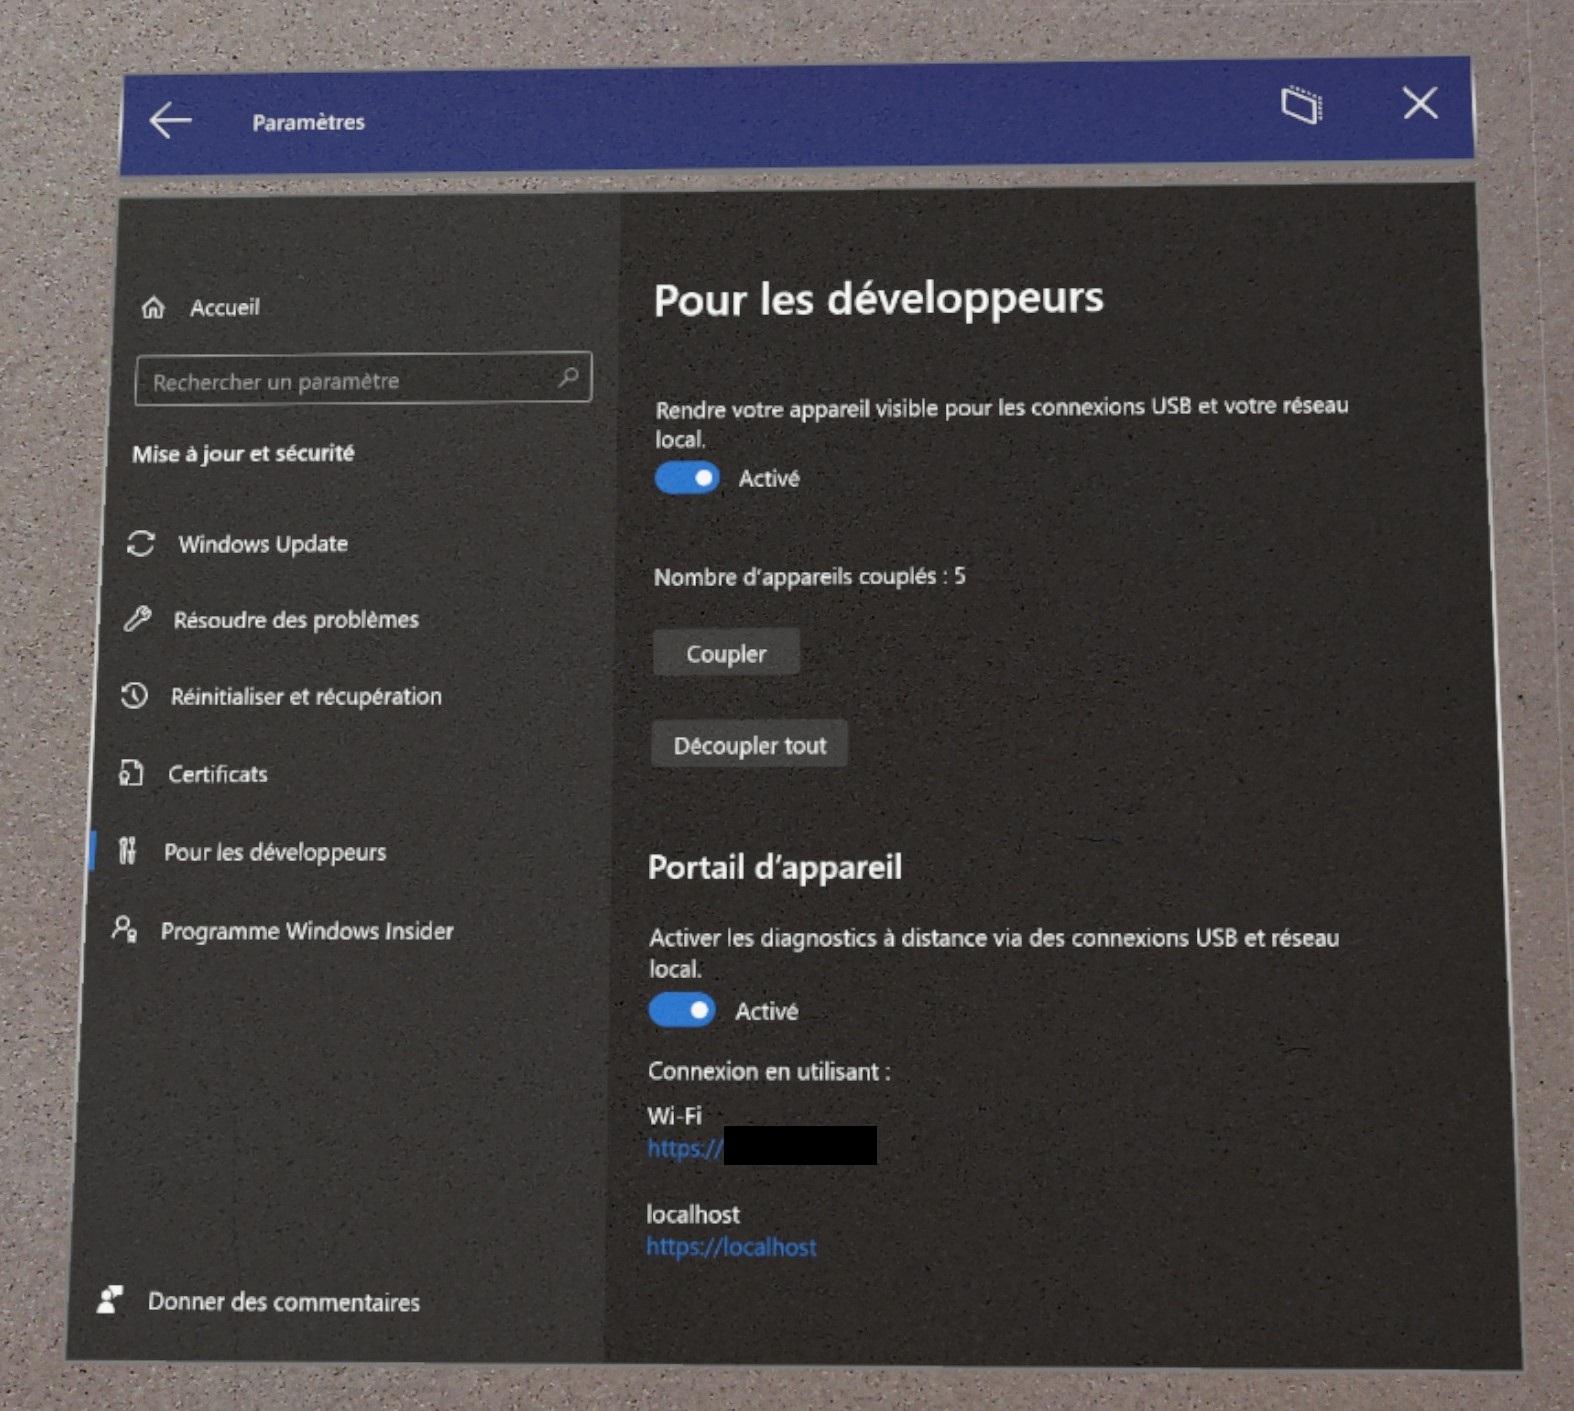 Paramètres
Accueil
Rechercher un paramètre
Mise à jour et sécurité
Windows Update
Résoudre des problèmes
Réinitialiser et récupération
Certificats
Pour les développeurs
Programme Windows Insider
Donner des commentaires
Pour les développeurs
Rendre votre appareil visible pour les connexions USB et votre réseau
local.
Activé
Nombre d'appareils couplés : 5
Coupler
Découpler tout
Portail d'appareil
Activer les diagnostics à distance via des connexions USB et réseau
local.
Activé
Connexion en utilisant :
Wi-Fi
https://
localhost
https://localhost